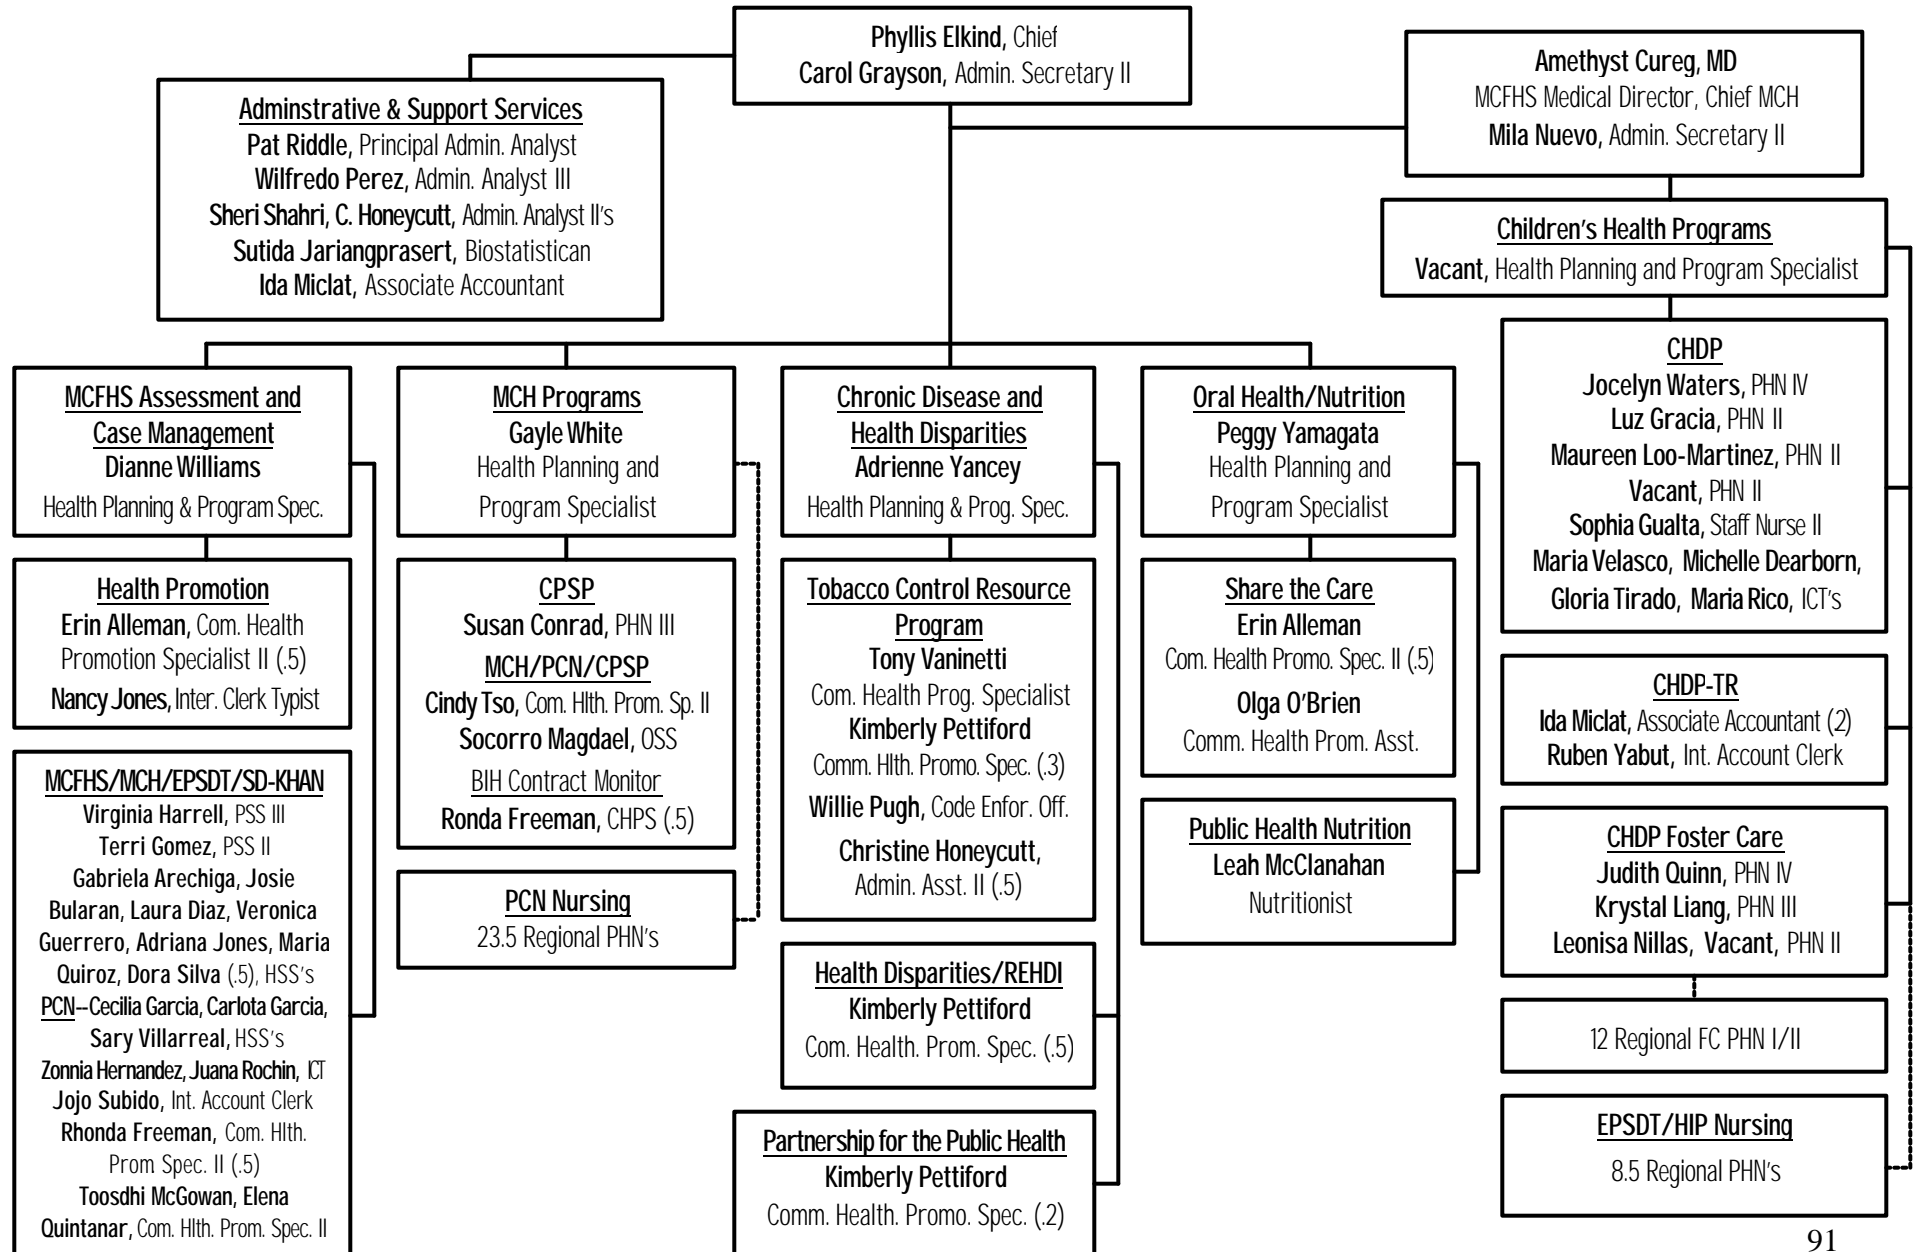 Phyllis Elkind, Chief
Carol Grayson, Admin. Secretary II
Amethyst Cureg, MD
MCFHS Medical Director, Chief MCH
Mila Nuevo, Admin. Secretary II
Adminstrative & Support Services
Pat Riddle, Principal Admin. Analyst
Wilfredo Perez, Admin. Analyst III
Sheri Shahri, C. Honeycutt, Admin. Analyst II's
Sutida Jariangprasert, Biostatistican
Ida Miclat, Associate Accountant
Children's Health Programs
Vacant, Health Planning and Program Specialist
MCFHS Assessment and
Case Management
Dianne Williams
Health Planning & Program Spec.
Health Promotion
Erin Alleman, Com. Health
Promotion Specialist II (.5)
Nancy Jones, Inter. Clerk Typist
MCFHS/MCH/EPSDT/SD-KHAN
Virginia Harrell, PSS III
Terri Gomez, PSS II
Gabriela Arechiga, Josie
Bularan, Laura Diaz, Veronica
Guerrero, Adriana Jones, Maria
Quiroz, Dora Silva (.5), HSS's
PCN--Cecilia Garcia, Carlota Garcia,
Sary Villarreal, HSS's
Zonnia Hernandez, Juana Rochin, ICT
Jojo Subido, Int. Account Clerk
Rhonda Freeman, Com. Hlth.
Prom Spec. II (.5)
Toosdhi McGowan, Elena
Quintanar, Com. Hlth. Prom. Spec. II
MCH Programs
Gayle White
Health Planning and
Program Specialist
CPSP
Susan Conrad, PHN III
MCH/PCN/CPSP
Cindy Tso, Com. Hlth. Prom. Sp. II
Socorro Magdael, OSS
BIH Contract Monitor
Ronda Freeman, CHPS (.5)
PCN Nursing
23.5 Regional PHN's
Chronic Disease and
Health Disparities
Adrienne Yancey
Health Planning & Prog. Spec.
Tobacco Control Resource
Program
Tony Vaninetti
Com. Health Prog. Specialist
Kimberly Pettiford
Comm. Hlth. Promo. Spec. (.3)
Willie Pugh, Code Enfor. Off.
Christine Honeycutt,
Admin. Asst. II (.5)
Health Disparities/REHDI
Kimberly Pettiford
Com. Health. Prom. Spec. (.5)
Partnership for the Public Health
Kimberly Pettiford
Comm. Health. Promo. Spec. (.2)
Oral Health/Nutrition
Peggy Yamagata
Health Planning and
Program Specialist
Share the Care
Erin Alleman
Com. Health Promo. Spec. II (.5)
Olga O'Brien
Comm. Health Prom. Asst.
Public Health Nutrition
Leah McClanahan
Nutritionist
CHDP
Jocelyn Waters, PHN IV
Luz Gracia, PHN II
Maureen Loo-Martinez, PHN II
Vacant, PHN II
Sophia Gualta, Staff Nurse II
Maria Velasco, Michelle Dearborn,
Gloria Tirado, Maria Rico, ICT's
CHDP-TR
Ida Miclat, Associate Accountant (.2)
Ruben Yabut, Int. Account Clerk
CHDP Foster Care
Judith Quinn, PHN IV
Krystal Liang, PHN III
Leonisa Nillas, Vacant, PHN II
12 Regional FC PHN I/II
EPSDT/HIP Nursing
8.5 Regional PHN's
91